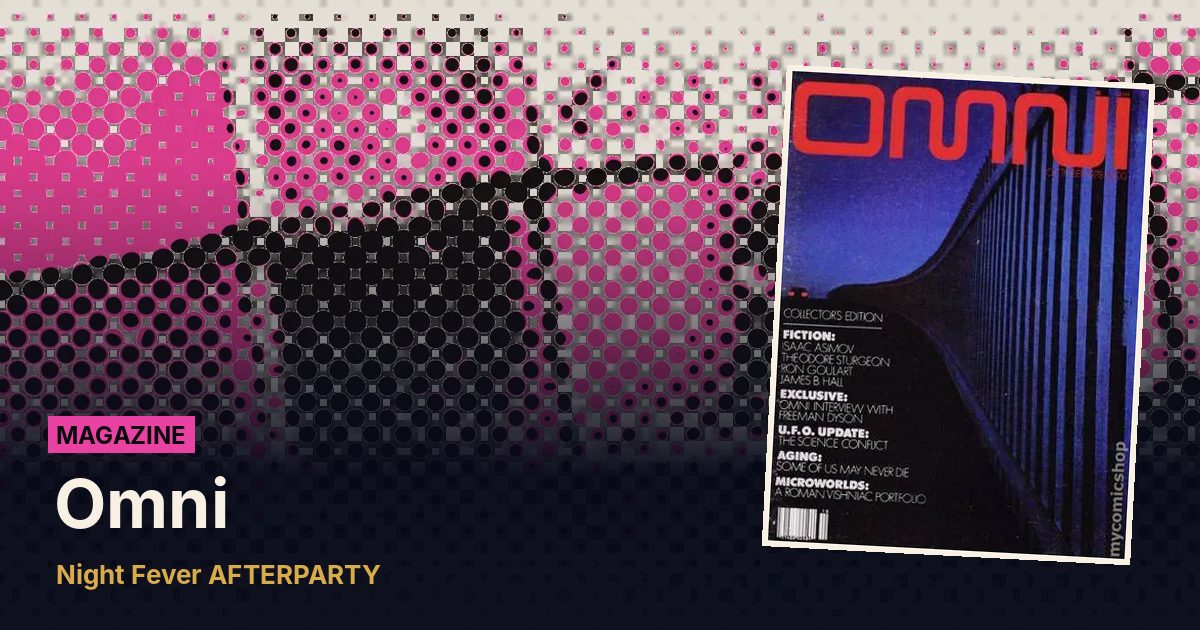 MAGAZINE
Omni
Night Fever AFTERPARTY
OMNI
COLLECTOR'S EDITION
FICTION:
ISAAC ASIMOV
THEODORE STURGEON
RON GOULART
JAMES B HALL
EXCLUSIVE:
OMNI INTERVIEW WITH
FREEMAN DYSON
U.F.O. UPDATE:
THE SCIENCE CONFLICT
AGING:
SOME OF US MAY NEVER DIE
MICROWORLDS:
A ROMAN VISHNIAC PORTFOLIO
mycomicshop